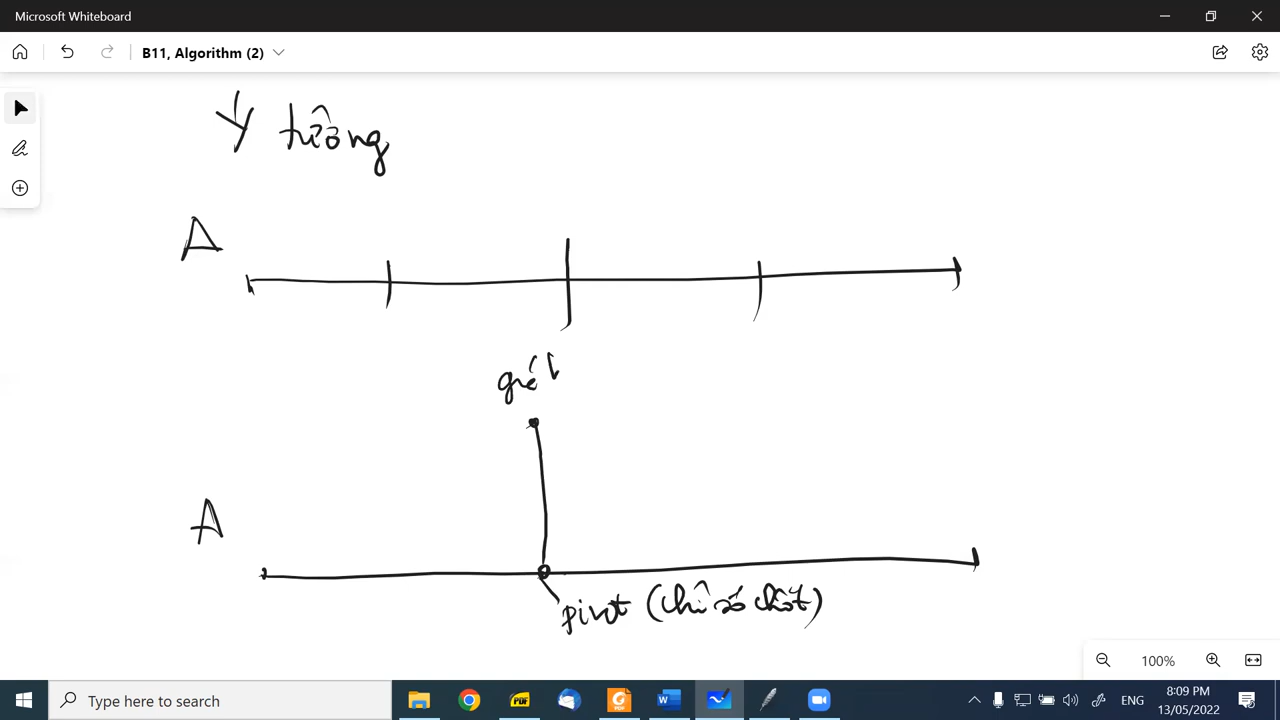 Microsoft Whiteboard
B11, Algorithm (2)
Ý tưởng
A
A
pivot (chỉ số chốt)
100%
Type here to search
ENG
8:09 PM
13/05/2022